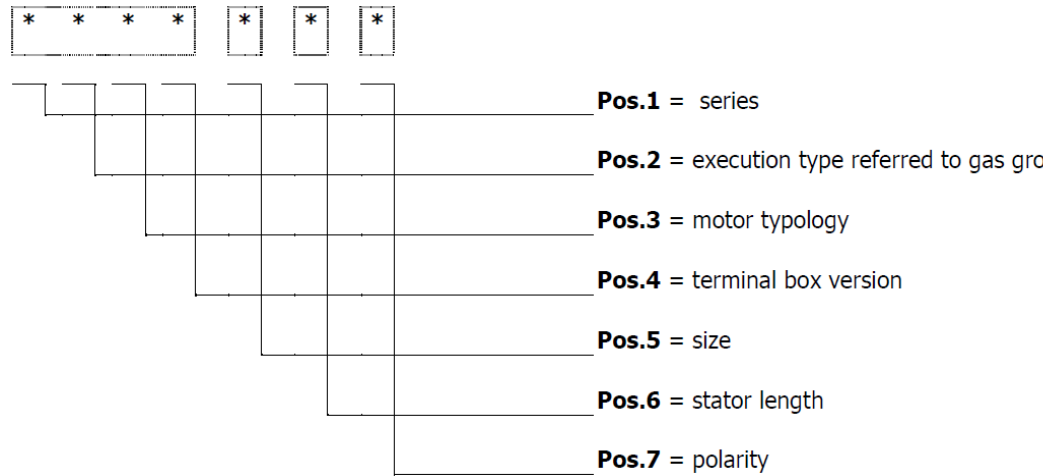 * * * * * * *
Pos.1 = series
Pos.2 = execution type referred to gas gro
Pos.3 = motor typology
Pos.4 = terminal box version
Pos.5 = size
Pos.6 = stator length
Pos.7 = polarity